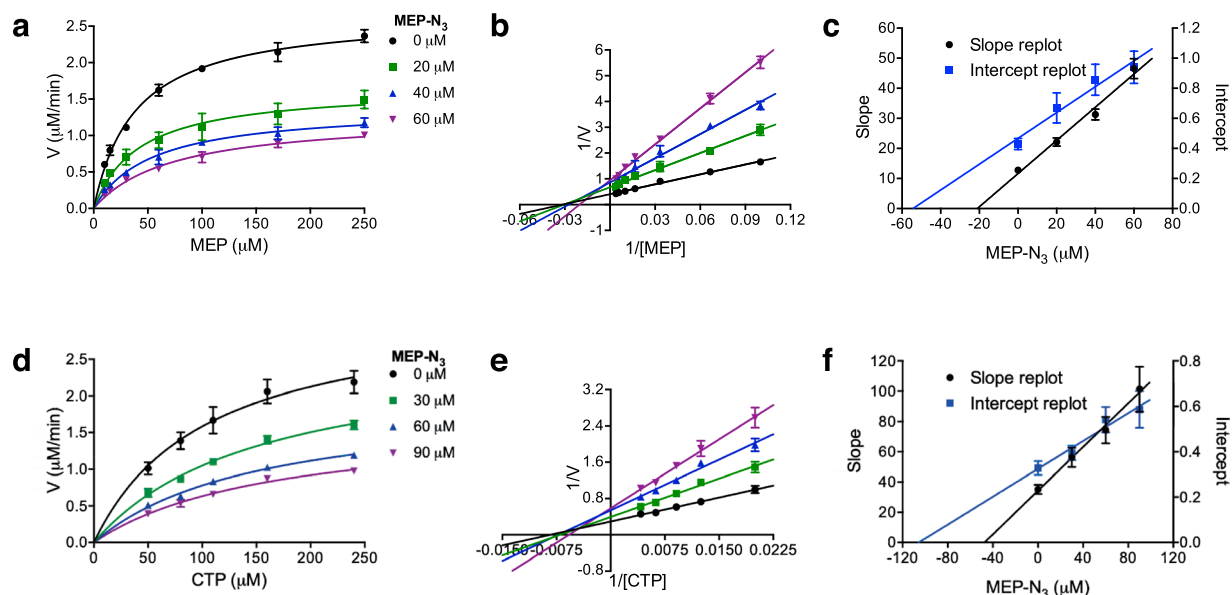 a
MEP-N3
0 μM
20 μM
40 μM
60 μM
2.5
2.0
1.5
1.0
0.5
0.0
V (μM/min)
0 50 100 150 200 250
MEP (μM)
b
6
5
4
3
2
1
-1
1/V
-0.06 -0.03 0.03 0.06 0.09 0.12
1/[MEP]
c
Slope replot
Intercept replot
60
50
40
30
20
10
0
Slope
1.2
1.0
0.8
0.6
0.4
0.2
0.0
Intercept
-60 -40 -20 0 20 40 60 80
MEP-N3 (μM)
d
MEP-N3
0 μM
30 μM
60 μM
90 μM
2.5
2.0
1.5
1.0
0.5
0.0
V (μM/min)
0 50 100 150 200 250
CTP (μM)
e
3.2
2.4
1.6
0.8
-0.8
1/V
-0.0150 -0.0075 0.0075 0.0150 0.0225
1/[CTP]
f
Slope replot
Intercept replot
120
100
80
60
40
20
0
Slope
0.8
0.6
0.4
0.2
0.0
Intercept
-120 -80 -40 0 40 80 120
MEP-N3 (μM)